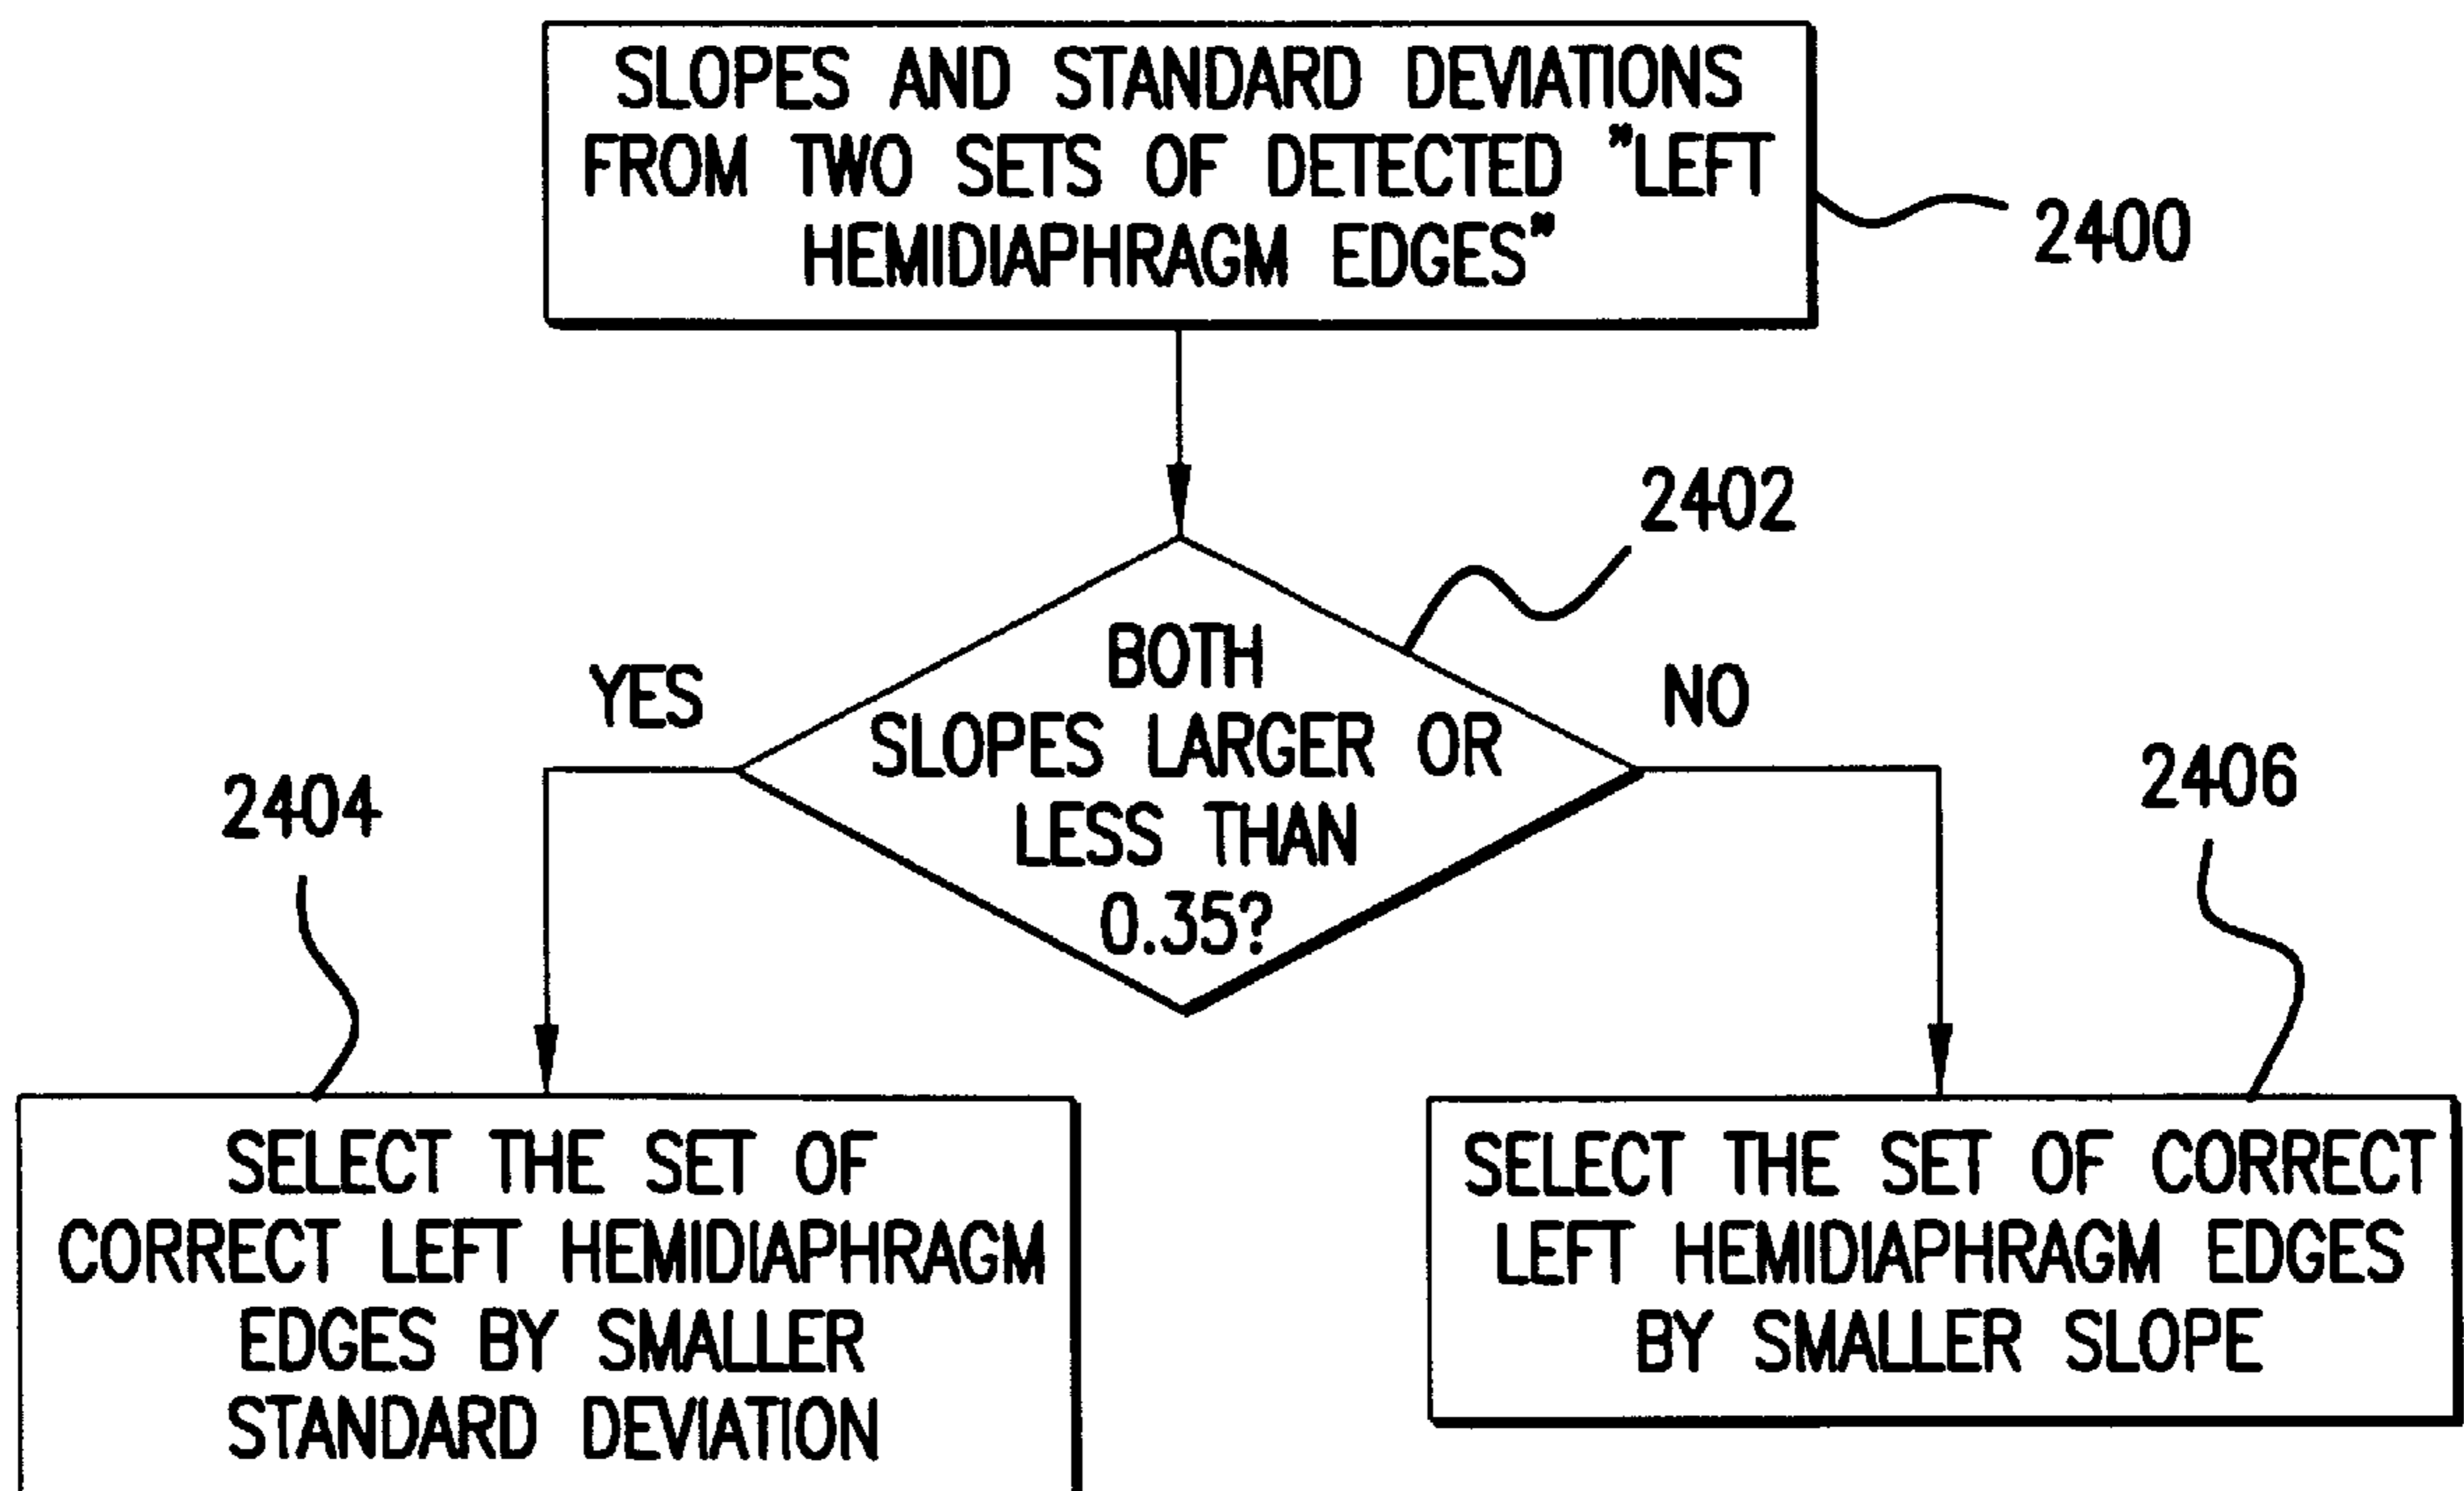 SLOPES AND STANDARD DEVIATIONS
FROM TWO SETS OF DETECTED "LEFT
HEMIDIAPHRAGM EDGES"
2400
2402
BOTH
SLOPES LARGER OR
LESS THAN
0.35?
YES
NO
2404
2406
SELECT THE SET OF
CORRECT LEFT HEMIDIAPHRAGM
EDGES BY SMALLER
STANDARD DEVIATION
SELECT THE SET OF CORRECT
LEFT HEMIDIAPHRAGM EDGES
BY SMALLER SLOPE